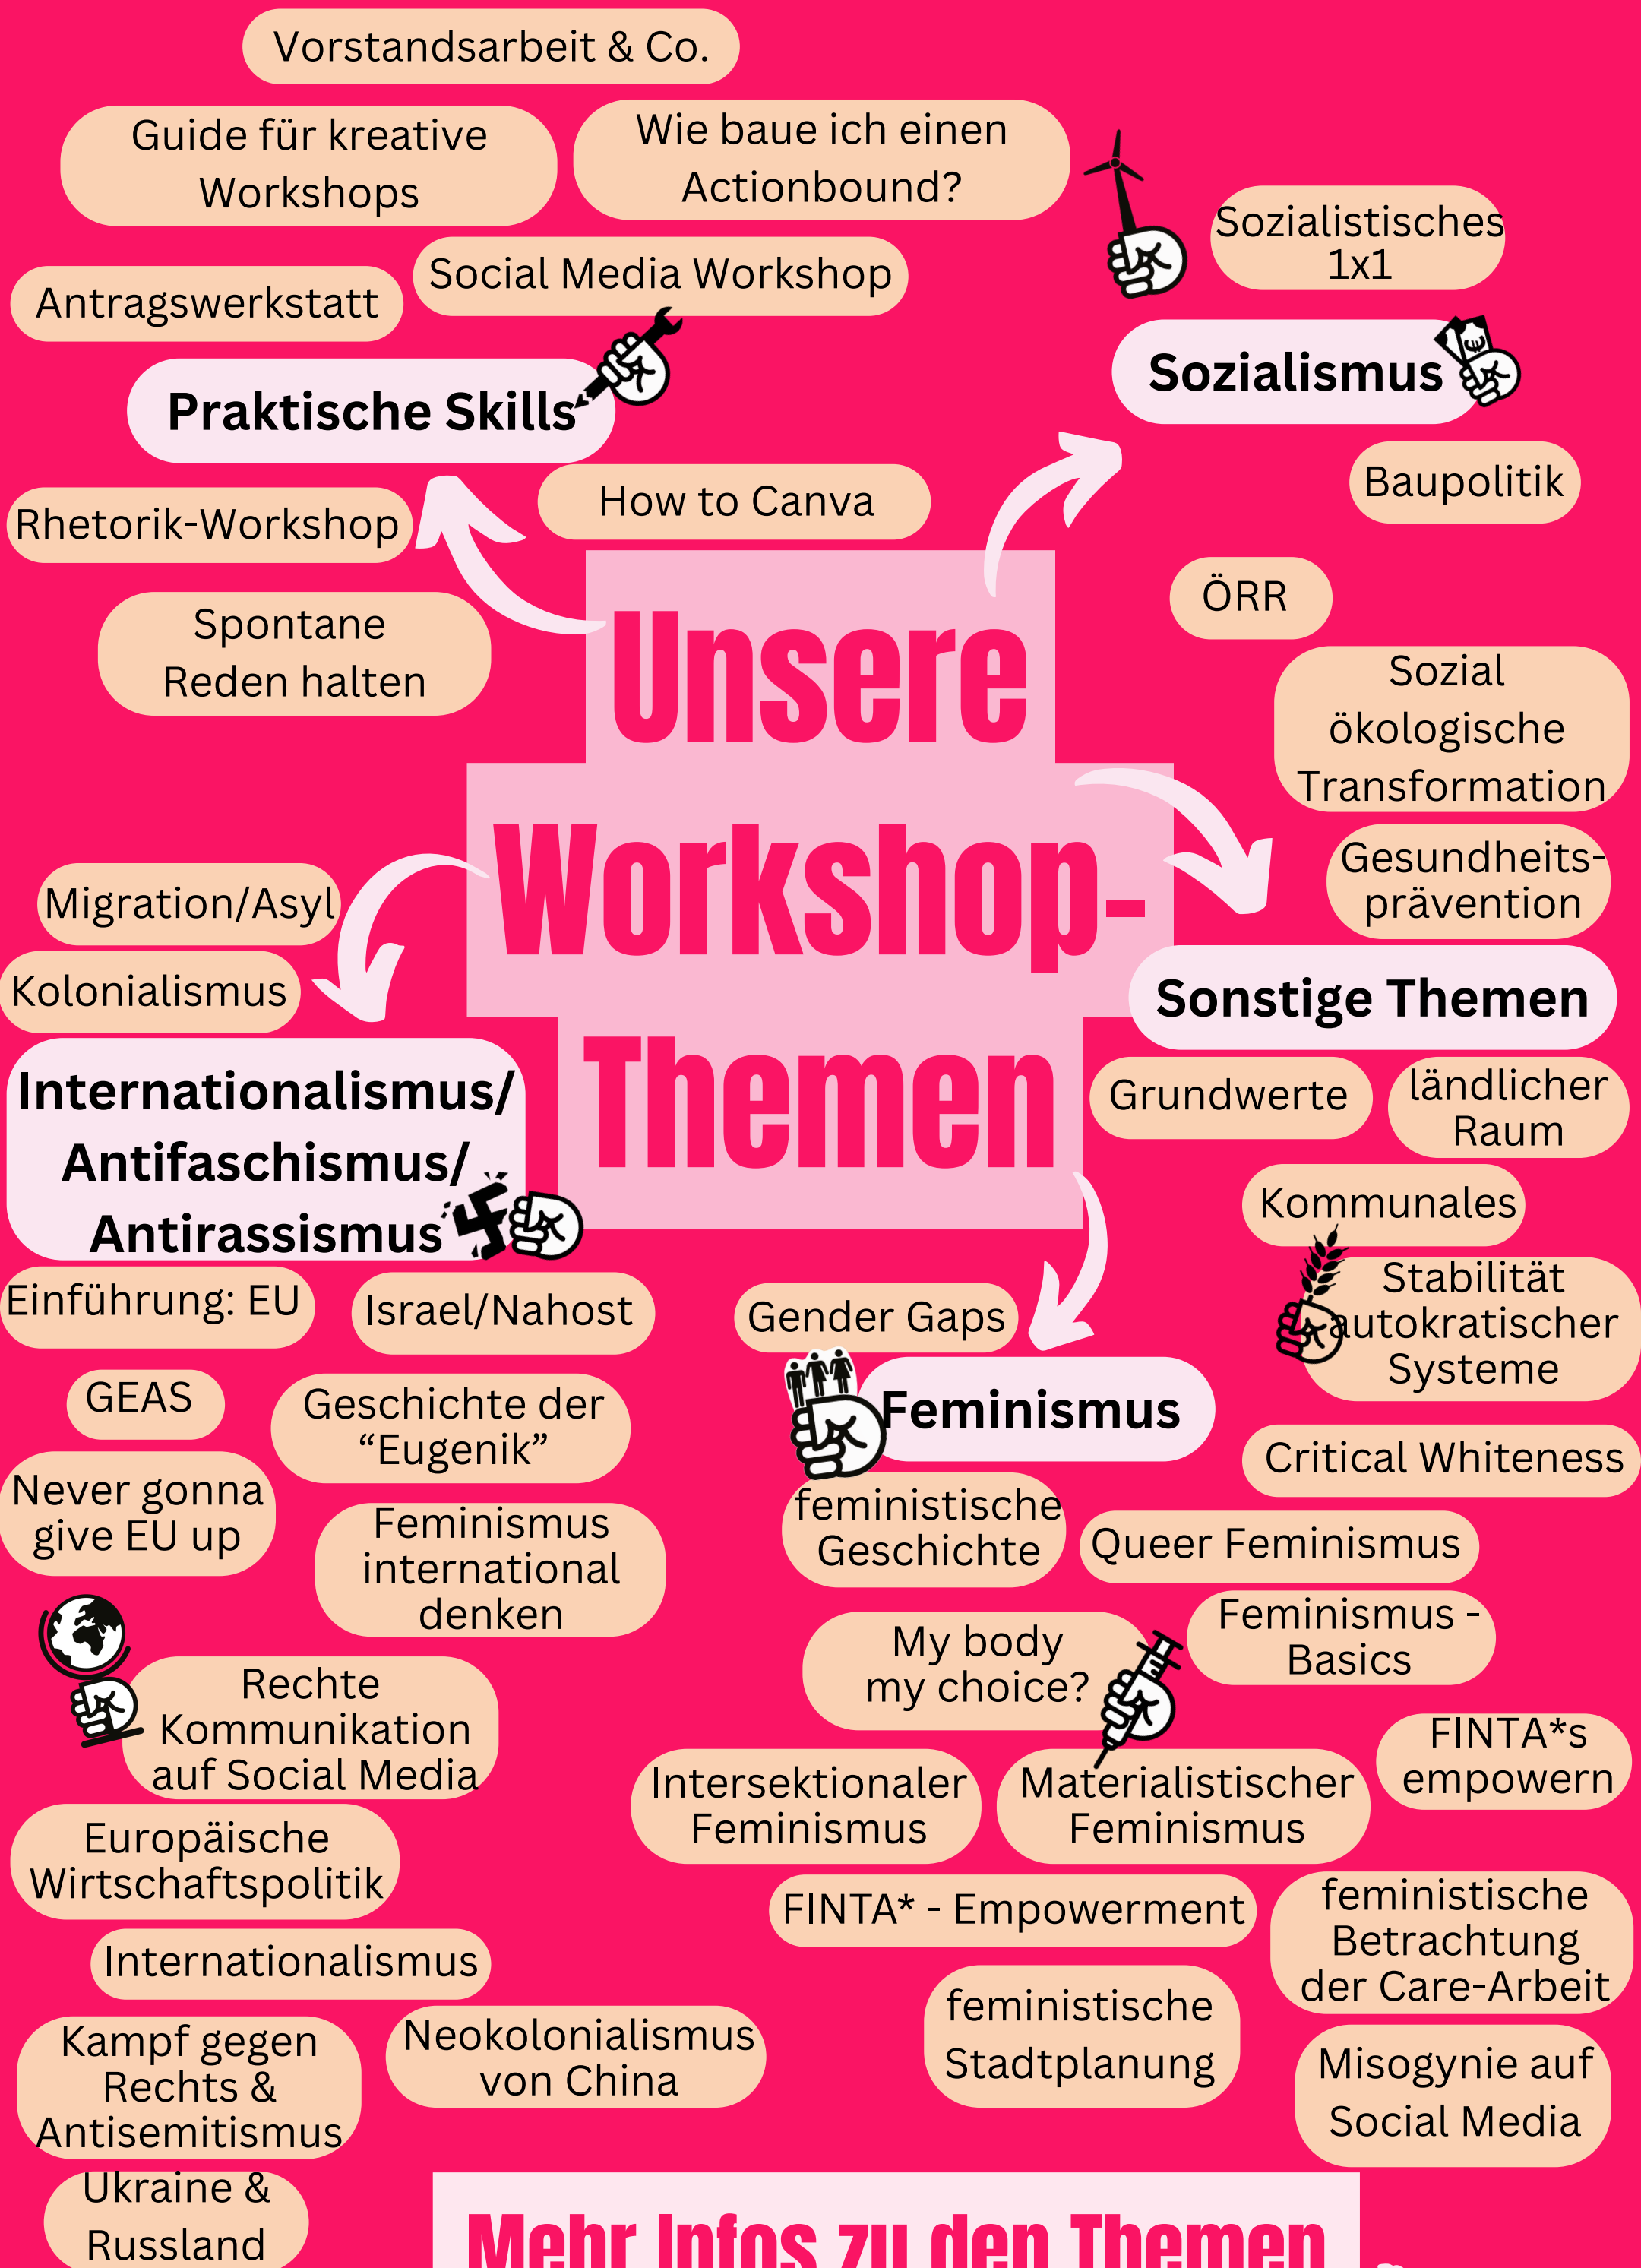 Vorstandsarbeit & Co.
Guide für kreative
Workshops
Wie baue ich einen
Actionbound?
Antragswerkstatt
Social Media Workshop
Praktische Skills
Rhetorik-Workshop
How to Canva
Spontane
Reden halten
Sozialistisches
1x1
Sozialismus
Baupolitik
ÖRR
Sozial
ökologische
Transformation
Unsere
Workshop-
Themen
Gesundheits-
prävention
Sonstige Themen
Grundwerte
ländlicher
Raum
Kommunales
Stabilität
autokratischer
Systeme
Critical Whiteness
Migration/Asyl
Kolonialismus
Internationalismus/
Antifaschismus/
Antirassismus
Einführung: EU
Israel/Nahost
GEAS
Geschichte der
“Eugenik”
Never gonna
give EU up
Feminismus
international
denken
Rechte
Kommunikation
auf Social Media
Europäische
Wirtschaftspolitik
Internationalismus
Kampf gegen
Rechts &
Antisemitismus
Neokolonialismus
von China
Ukraine &
Russland
Gender Gaps
Feminismus
feministische
Geschichte
Queer Feminismus
My body
my choice?
Feminismus -
Basics
FINTA*s
empowern
Intersektionaler
Feminismus
Materialistischer
Feminismus
FINTA* - Empowerment
feministische
Betrachtung
der Care-Arbeit
feministische
Stadtplanung
Misogynie auf
Social Media
Mehr Infos zu den Themen